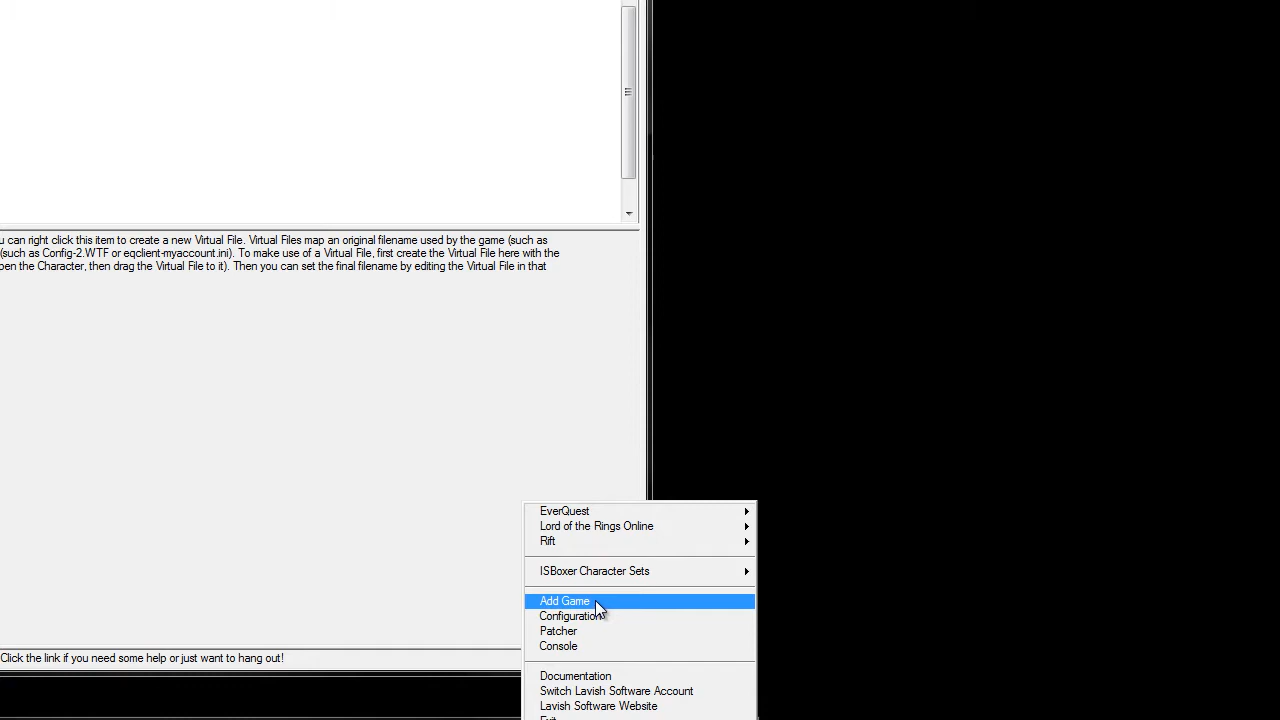 u can right click this item to create a new Virtual File. Virtual Files map an original filename used by the game (such as
(such as Config-2.WTF or eqclient-myaccount.ini). To make use of a Virtual File, first create the Virtual File here with the
pen the Character, then drag the Virtual File to it). Then you can set the final filename by editing the Virtual File in that
EverQuest
Lord of the Rings Online
Rift
ISBoxer Character Sets
Add Game
Configuration
Patcher
Console
Click the link if you need some help or just want to hang out!
Documentation
Switch Lavish Software Account
Lavish Software Website
Exit